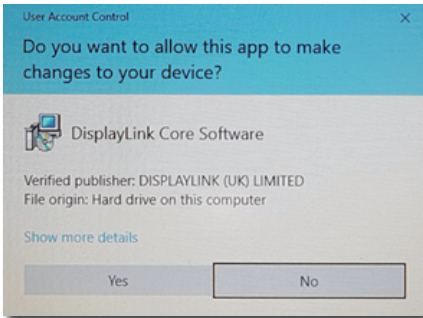 User Account Control
Do you want to allow this app to make
changes to your device?
DisplayLink Core Software
Verified publisher: DISPLAYLINK (UK) LIMITED
File origin: Hard drive on this computer
Show more details
Yes
No